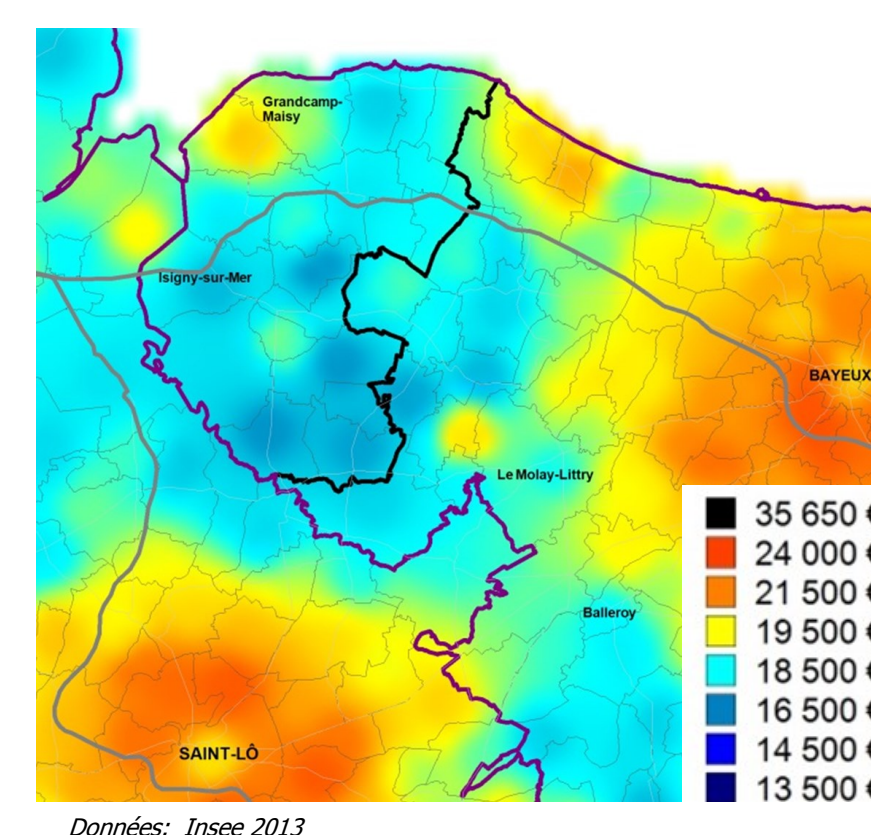 Grandcamp-
Maisy
Isigny-sur-Mer
BAYEUX
Le Molay-Littry
Balleroy
SAINT-LÔ
35 650 €
24 000 €
21 500 €
19 500 €
18 500 €
16 500 €
14 500 €
13 500 €
Données: Insee 2013